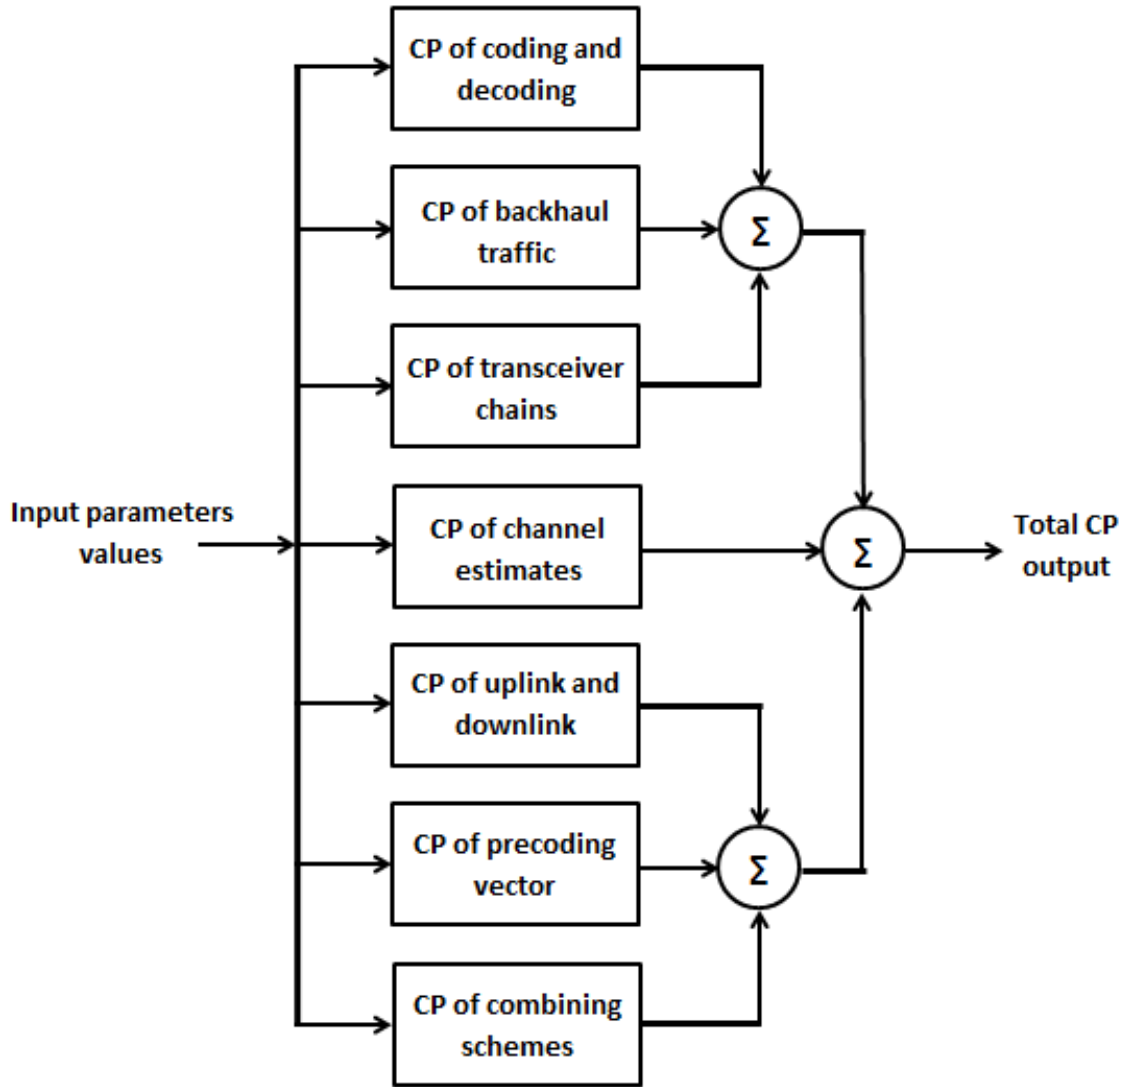 CP of coding and
decoding
CP of backhaul
traffic
Σ
CP of transceiver
chains
Input parameters
values
CP of channel
estimates
Σ
Total CP
output
CP of uplink and
downlink
CP of precoding
vector
Σ
CP of combining
schemes